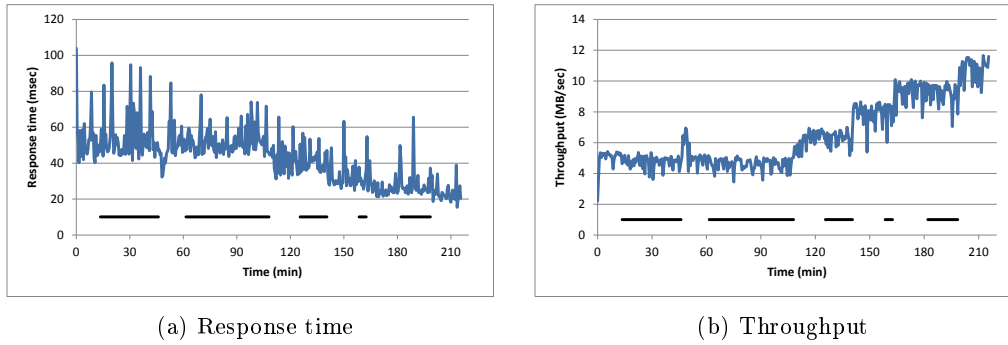 120
100
80
60
40
20
0
Response time (msec)
0 30 60 90 120 150 180 210
Time (min)
(a) Response time
14
12
10
8
6
4
2
0
Throughput (MB/sec)
0 30 60 90 120 150 180 210
Time (min)
(b) Throughput